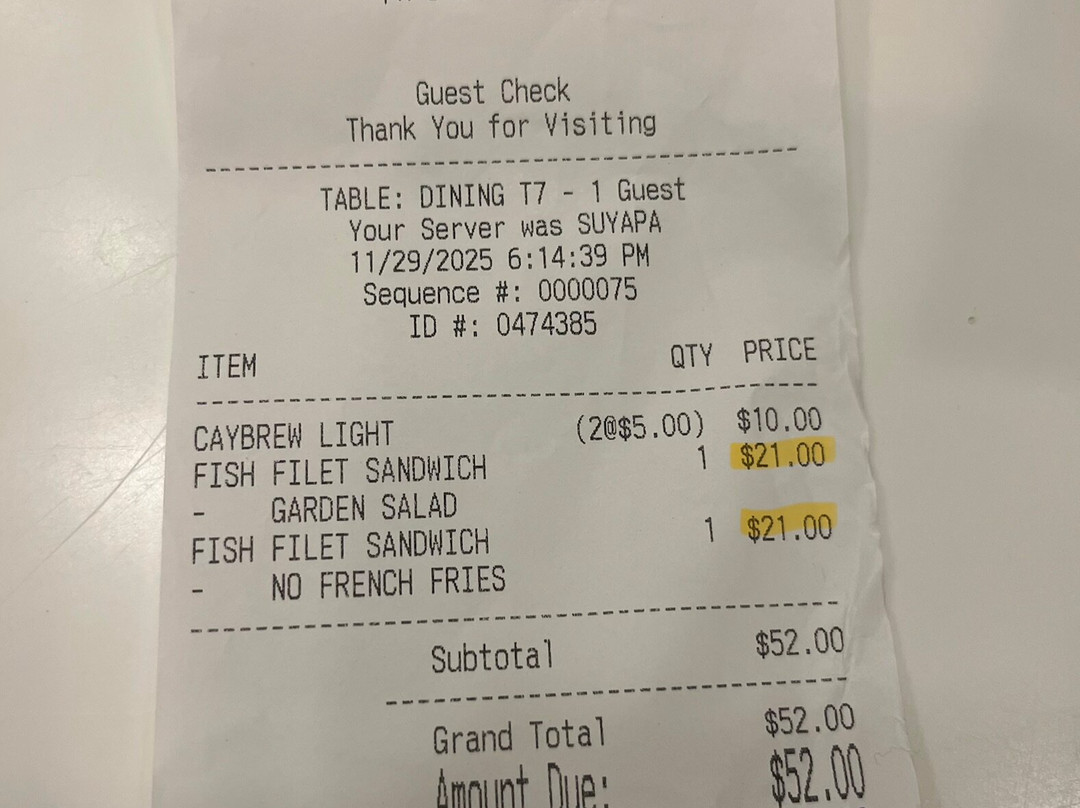 Guest Check
Thank You for Visiting
TABLE: DINING T7 - 1 Guest
Your Server was SUYAPA
11/29/2025 6:14:39 PM
Sequence #: 0000075
ID #: 0474385
ITEM QTY PRICE
CAYBREW LIGHT (2@$5.00) $10.00
FISH FILET SANDWICH 1 $21.00
- GARDEN SALAD
FISH FILET SANDWICH 1 $21.00
- NO FRENCH FRIES
Subtotal $52.00
Grand Total $52.00
Amount Due: $52.00